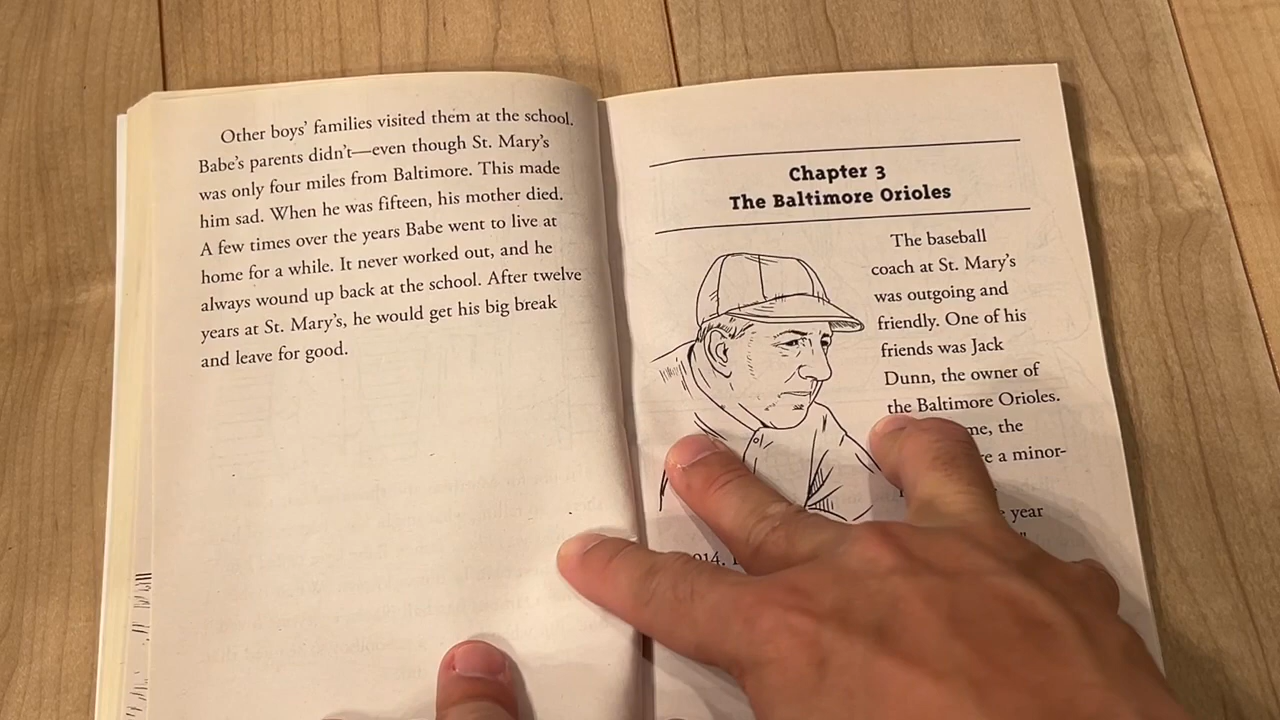 Other boys' families visited them at the school.
Babe's parents didn't—even though St. Mary's
was only four miles from Baltimore. This made
him sad. When he was fifteen, his mother died.
A few times over the years Babe went to live at
home for a while. It never worked out, and he
always wound up back at the school. After twelve
years at St. Mary's, he would get his big break
and leave for good.
Chapter 3
The Baltimore Orioles
The baseball
coach at St. Mary's
was outgoing and
friendly. One of his
friends was Jack
Dunn, the owner of
the Baltimore Orioles.
the
a minor-
year